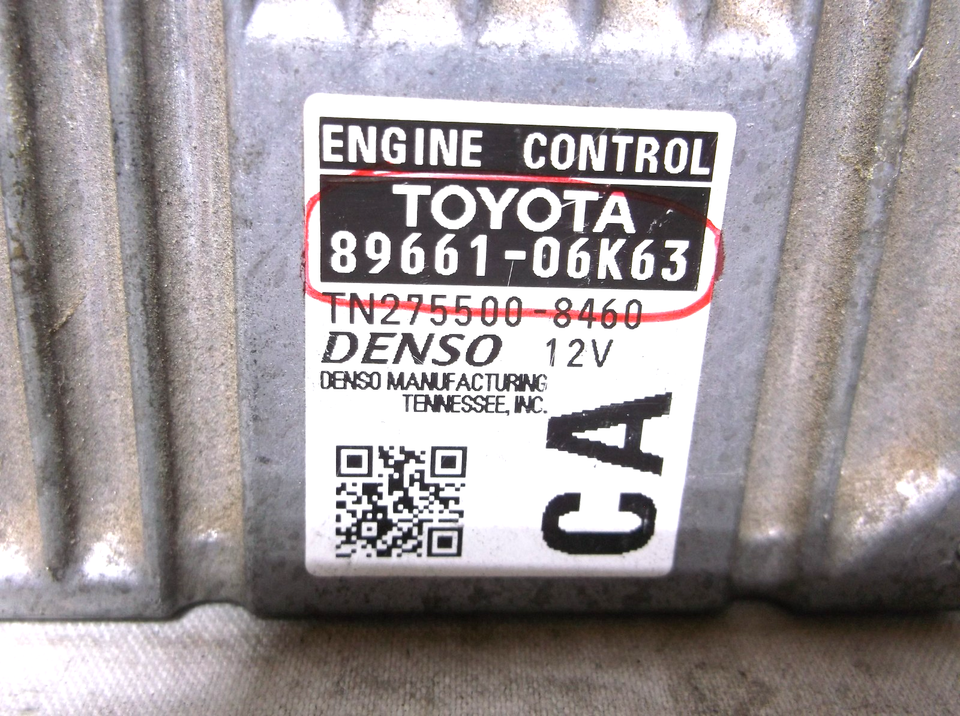 ENGINE CONTROL
TOYOTA
89661-06K63
TN275500-8460
DENSO 12V
DENSO MANUFACTURING
TENNESSEE, INC.
CA